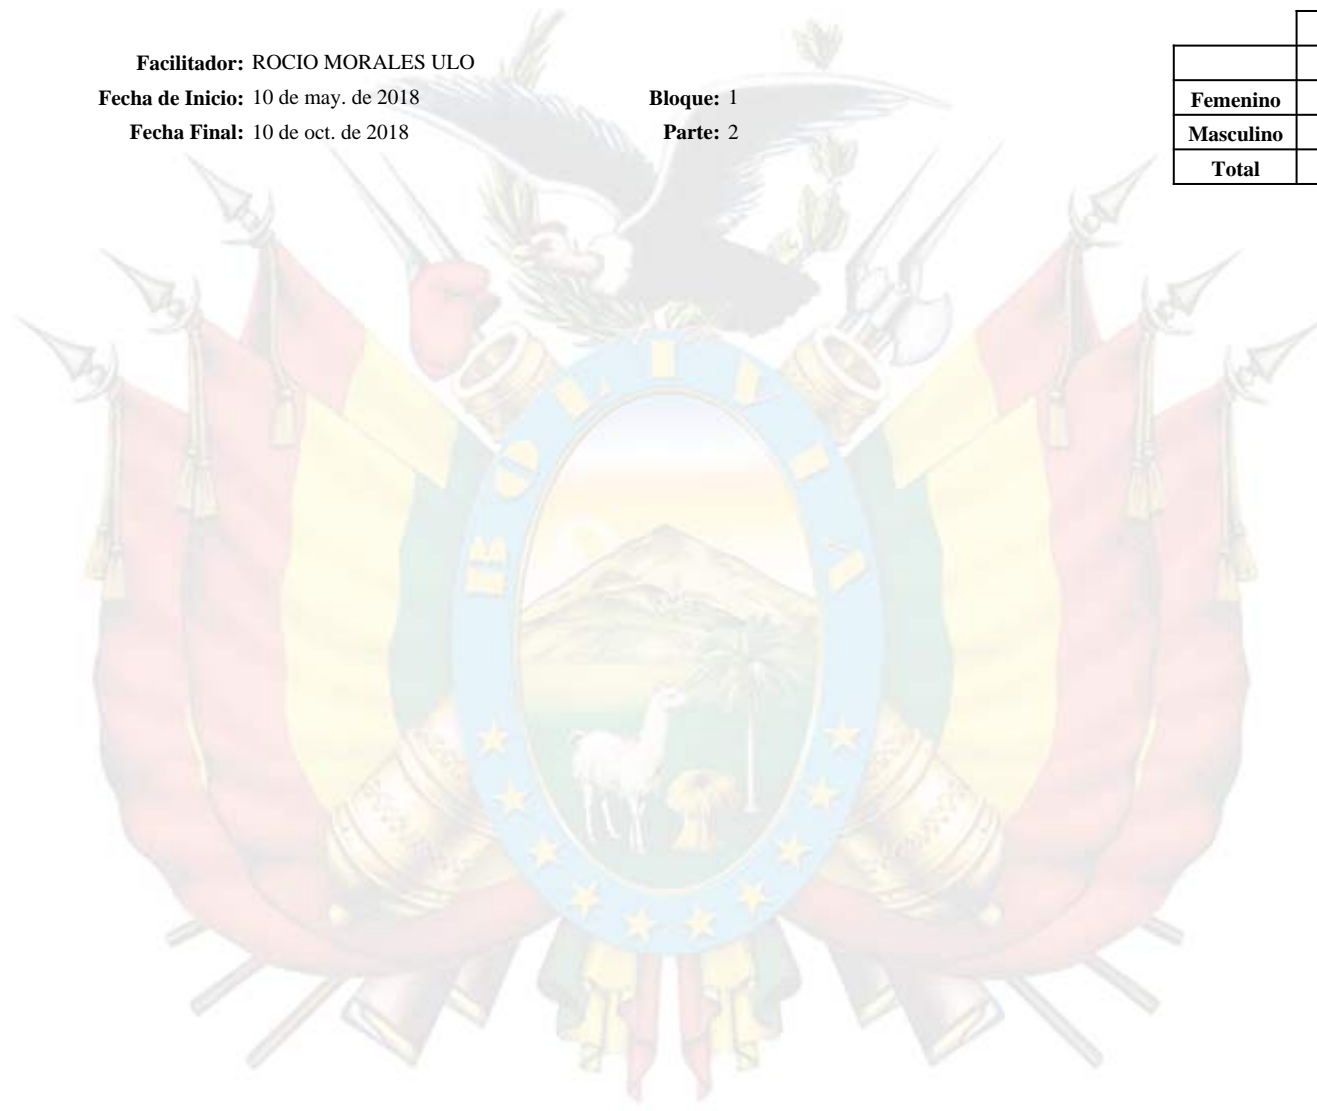 Facilitador: ROCIO MORALES ULO
Fecha de Inicio: 10 de may. de 2018 Bloque: 1
Fecha Final: 10 de oct. de 2018 Parte: 2
Femenino
Masculino
Total
BOLIVIA